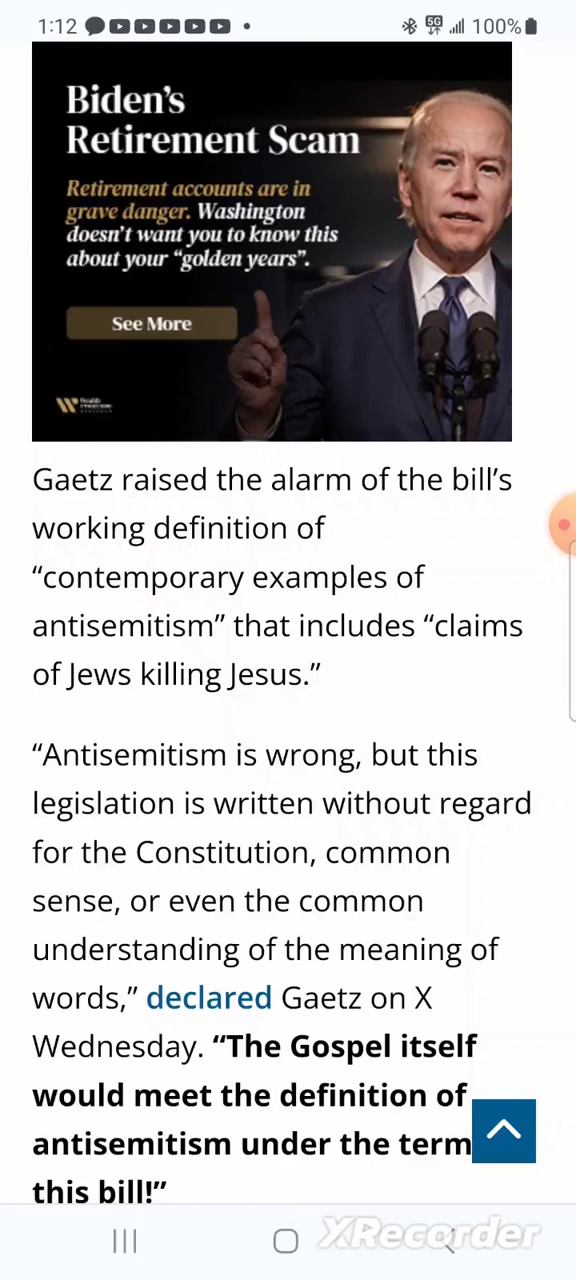 1:12
5G
100%
Biden's
Retirement Scam
Retirement accounts are in
grave danger. Washington
doesn't want you to know this
about your “golden years”.
See More
Gaetz raised the alarm of the bill’s
working definition of
“contemporary examples of
antisemitism” that includes “claims
of Jews killing Jesus.”
“Antisemitism is wrong, but this
legislation is written without regard
for the Constitution, common
sense, or even the common
understanding of the meaning of
words,” declared Gaetz on X
Wednesday. “The Gospel itself
would meet the definition of
antisemitism under the term
this bill!”
XRecorder